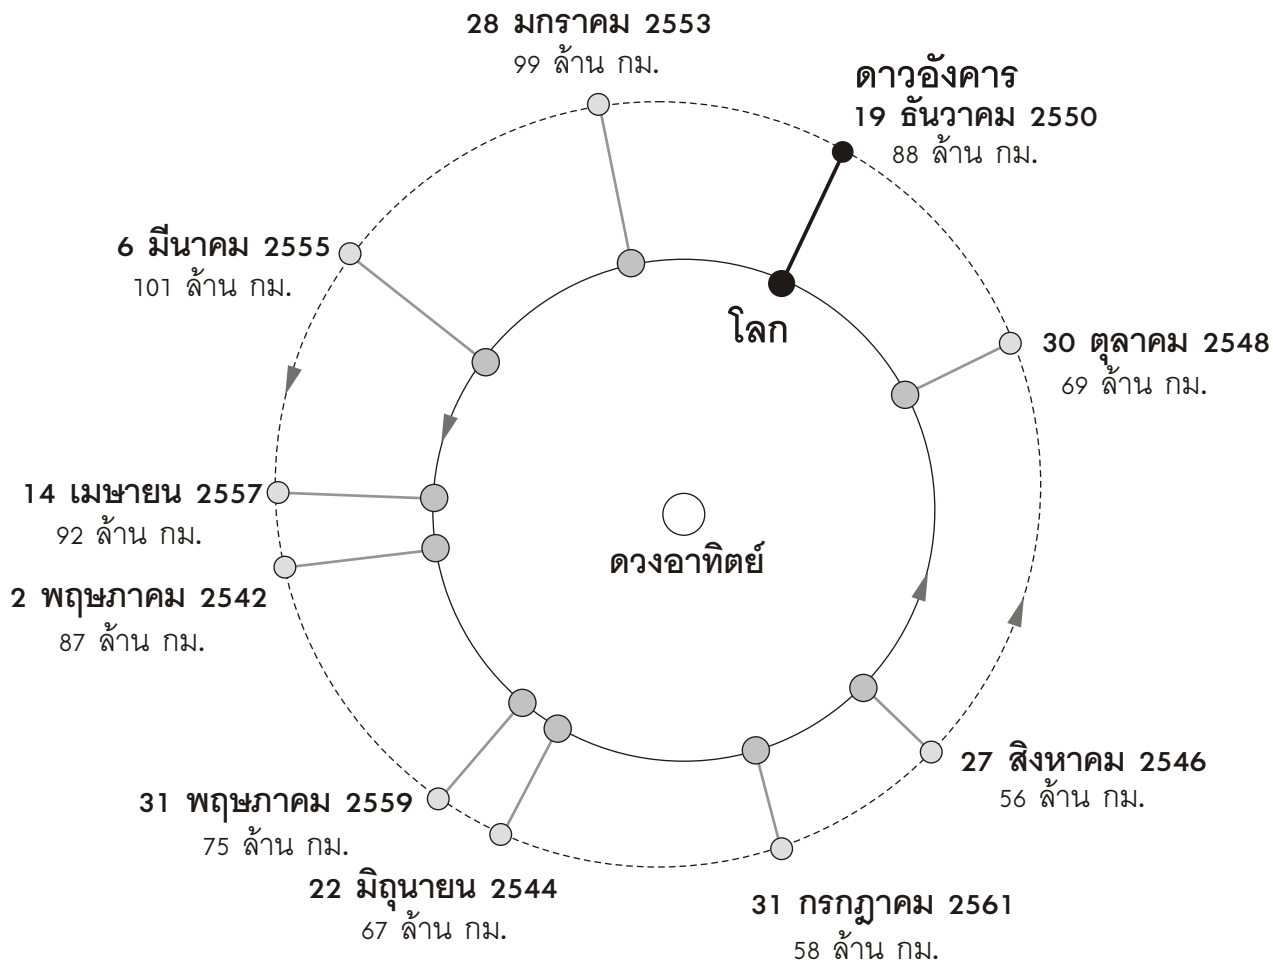 28 มกราคม 2553
99 ล้าน กม.
ดาวอังคาร
19 ธันวาคม 2550
88 ล้าน กม.
6 มีนาคม 2555
101 ล้าน กม.
โลก
30 ตุลาคม 2548
69 ล้าน กม.
14 เมษายน 2557
92 ล้าน กม.
ดวงอาทิตย์
2 พฤษภาคม 2542
87 ล้าน กม.
27 สิงหาคม 2546
56 ล้าน กม.
31 พฤษภาคม 2559
75 ล้าน กม.
22 มิถุนายน 2544
67 ล้าน กม.
31 กรกฎาคม 2561
58 ล้าน กม.